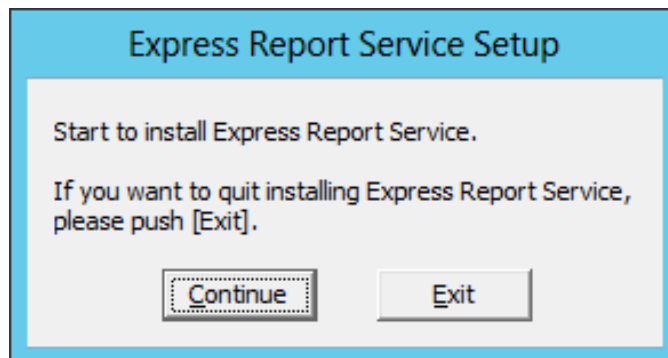 Express Report Service Setup
Start to install Express Report Service.
If you want to quit installing Express Report Service,
please push [Exit].
Continue
Exit